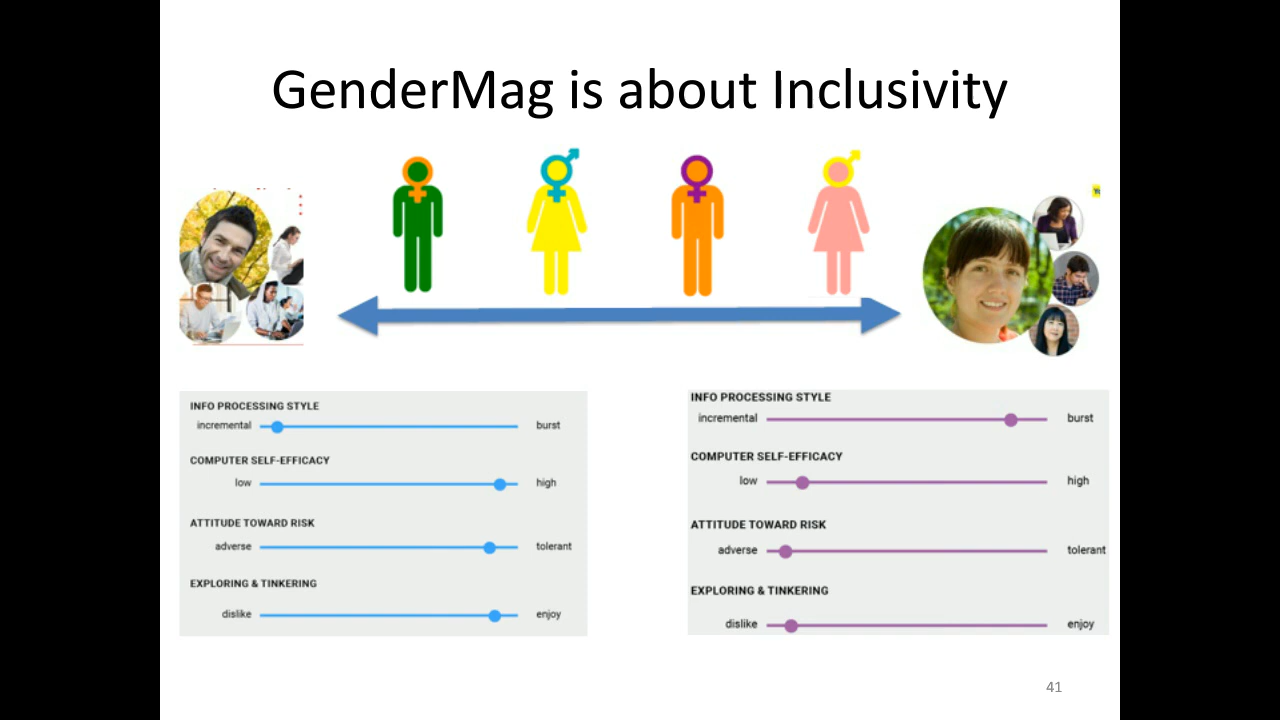 GenderMag is about Inclusivity
INFO PROCESSING STYLE
incremental burst
COMPUTER SELF-EFFICACY
low high
ATTITUDE TOWARD RISK
adverse tolerant
EXPLORING & TINKERING
dislike enjoy
INFO PROCESSING STYLE
incremental burst
COMPUTER SELF-EFFICACY
low high
ATTITUDE TOWARD RISK
adverse tolerant
EXPLORING & TINKERING
dislike enjoy
41